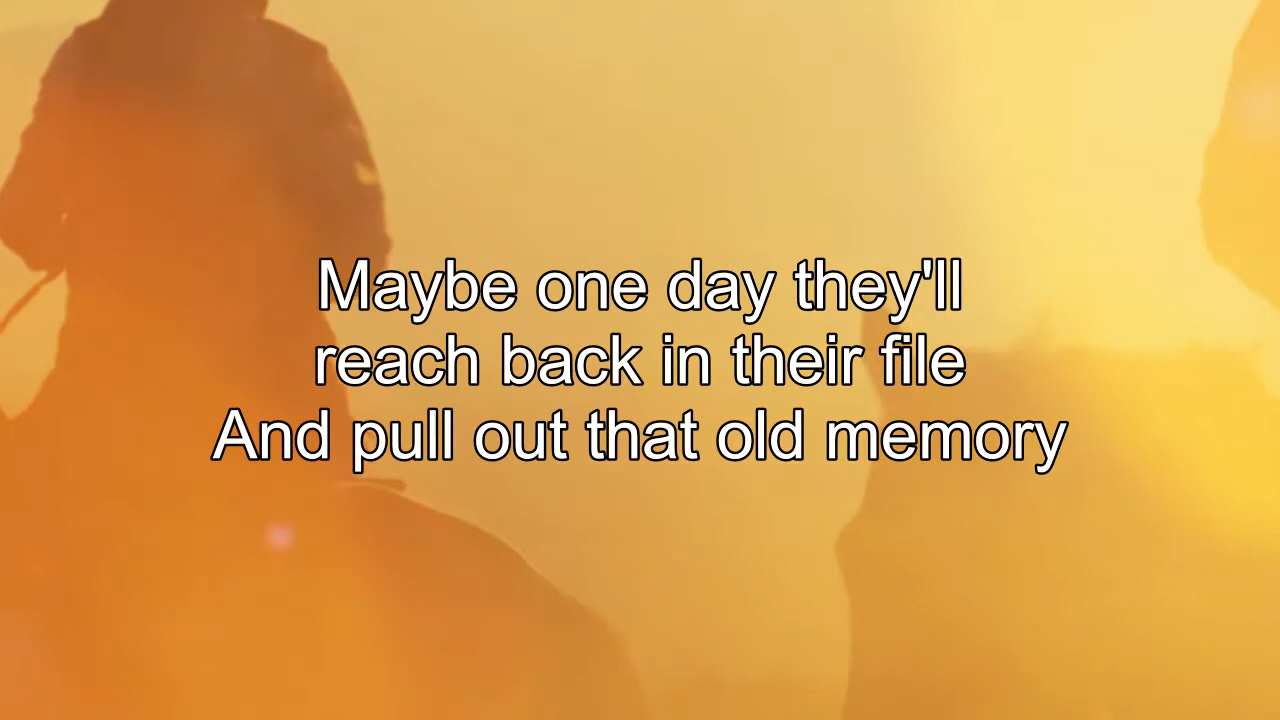 Maybe one day they'll
reach back in their file
And pull out that old memory